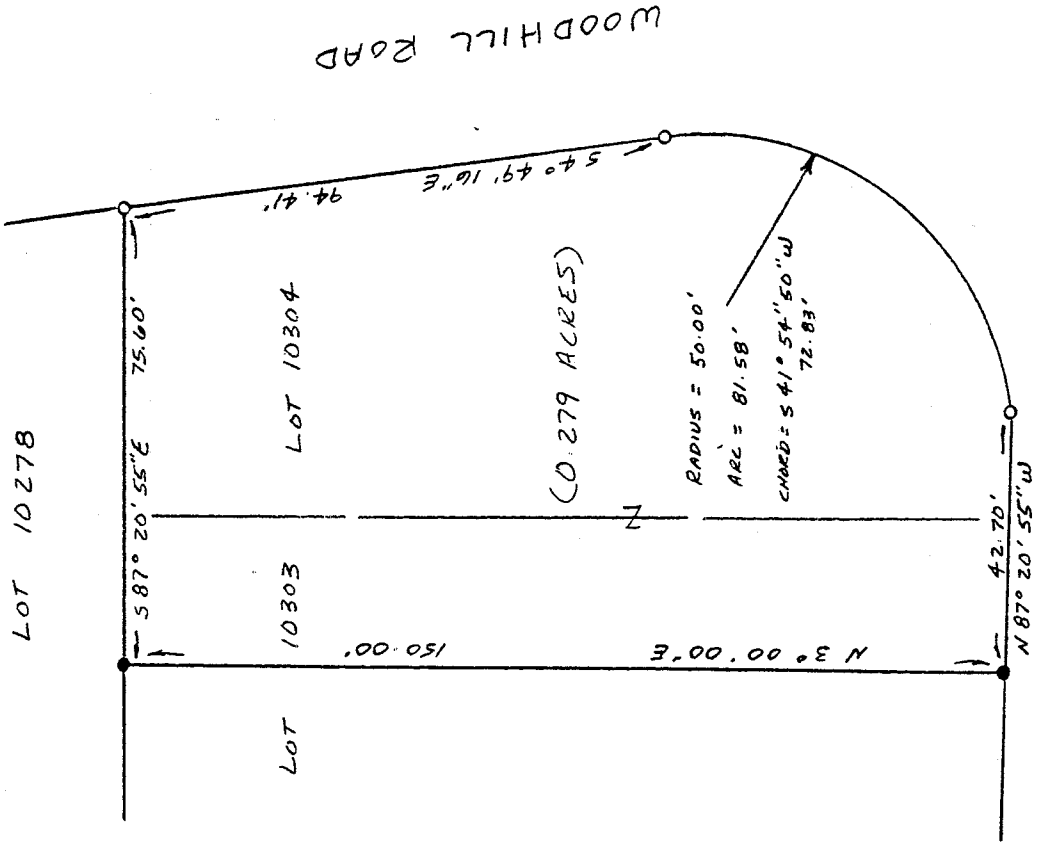 WOODHILL ROAD
LOT 10278
S 87° 20' 55" E 75.60'
94.41'
S 4° 49' 16" E
LOT 10304
(0.279 ACRES)
RADIUS = 50.00'
ARC = 81.58'
CHORD = S 41° 54" 50" W
72.83'
N
LOT 10303
150.00'
N 3° 00' 00" E
42.70'
N 87° 20' 55" W